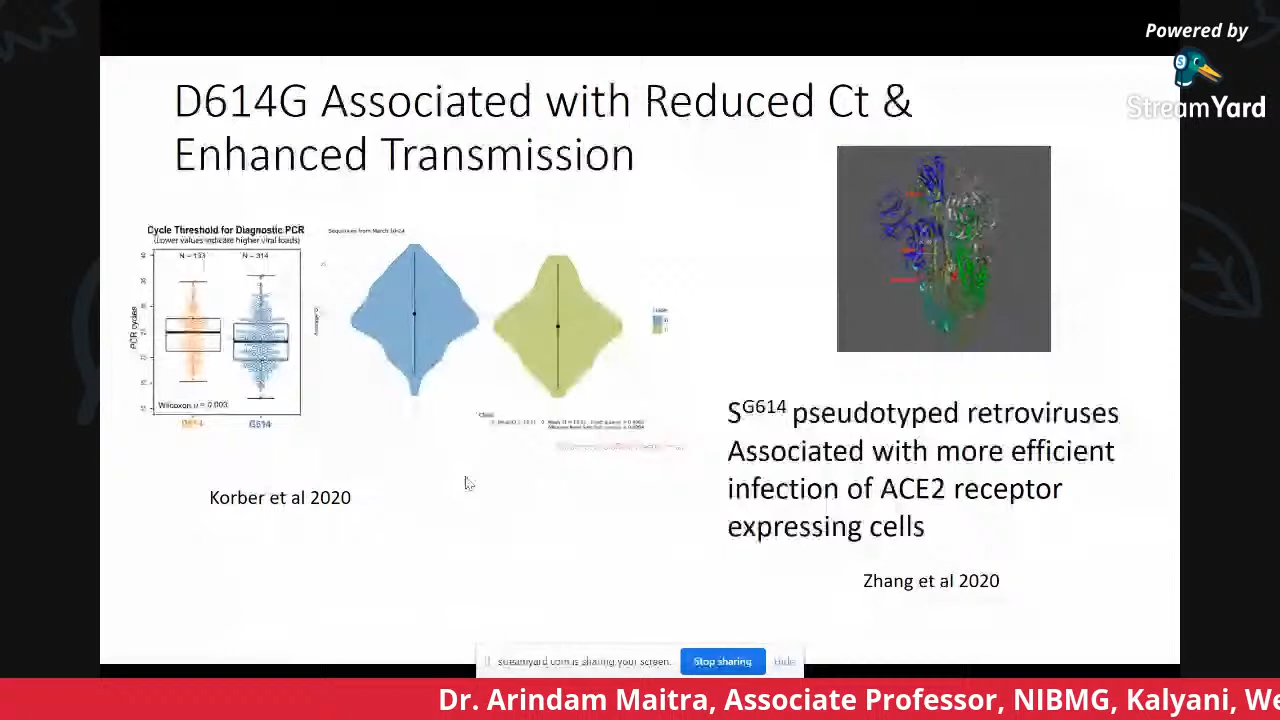 Powered by
StreamYard
D614G Associated with Reduced Ct &
Enhanced Transmission
Cycle Threshold for Diagnostic PCR
(Lower values indicate higher viral loads)
N = 133 N = 314
PCR cycles
Wilcoxon p = 0.003
D614 G614
Sequences from March 10-24
Korber et al 2020
S^G614 pseudotyped retroviruses
Associated with more efficient
infection of ACE2 receptor
expressing cells
Zhang et al 2020
streamyard.com is sharing your screen.
Stop sharing
Hide
Dr. Arindam Maitra, Associate Professor, NIBMG, Kalyani, We